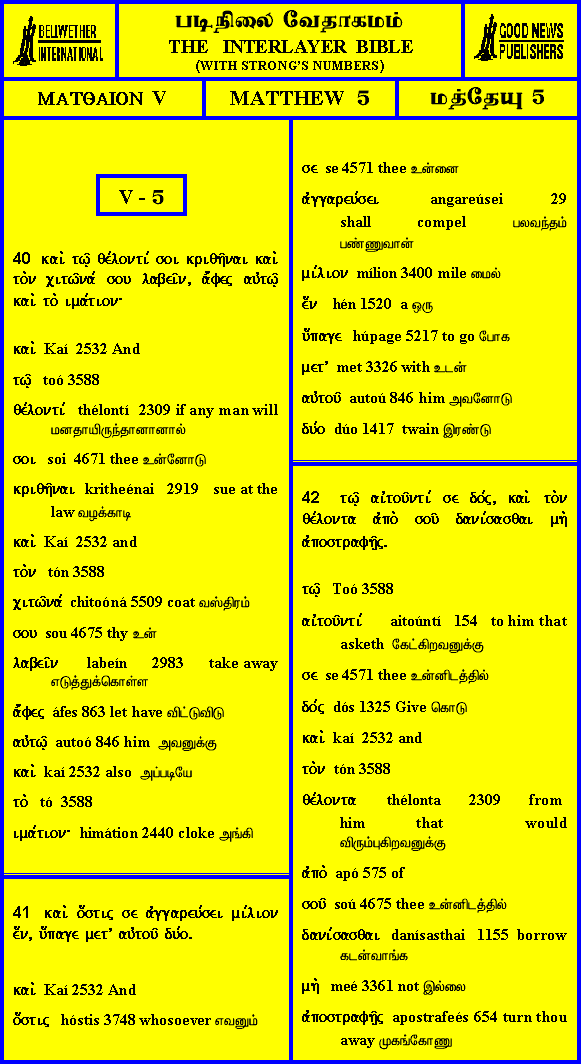 BELLWETHER
INTERNATIONAL
படிநிலை வேதாகமம்
THE INTERLAYER BIBLE
(WITH STRONG'S NUMBERS)
GOOD NEWS
PUBLISHERS
ΜΑΤΘΑΙΟΝ V
MATTHEW 5
மத்தேயு 5
V - 5
40 καὶ τῷ θέλοντί σοι κριθῆναι καὶ
τὸν χιτῶνά σου λαβεῖν, ἄφες αὐτῷ
καὶ τὸ ιμάτιον·
καὶ Kaí 2532 And
τῷ toó 3588
θέλοντί thélontí 2309 if any man will
மனதாயிருந்தானானால்
σοι soi 4671 thee உன்னோடு
κριθῆναι kritheénai 2919 sue at the
law வழக்காடி
καὶ Kaí 2532 and
τὸν tón 3588
χιτῶνά chitoóná 5509 coat வஸ்திரம்
σου sou 4675 thy உன்
λαβεῖν labeín 2983 take away
எடுத்துக்கொள்ள
ἄφες áfes 863 let have விட்டுவிடு
αὐτῷ autoó 846 him அவனுக்கு
καὶ kaí 2532 also அப்படியே
τὸ tó 3588
ιμάτιον· himátion 2440 cloke அங்கி
41 καὶ ὅστις σε ἀγγαρεύσει μίλιον
ἕν, ὕπαγε μετ' αὐτοῦ δύο.
καὶ Kaí 2532 And
ὅστις hóstis 3748 whosoever எவனும்
σε se 4571 thee உன்னை
ἀγγαρεύσει angareúsei 29
shall compel பலவந்தம்
பண்ணுவான்
μίλιον mílion 3400 mile மைல்
ἕν hén 1520 a ஒரு
ὕπαγε húpage 5217 to go போக
μετ' met 3326 with உடன்
αὐτοῦ autoú 846 him அவனோடு
δύο dúo 1417 twain இரண்டு
42 τῷ αἰτοῦντί σε δός, καὶ τὸν
θέλοντα ἀπὸ σοῦ δανίσασθαι μὴ
ἀποστραφῇς.
τῷ Toó 3588
αἰτοῦντί aitoúntí 154 to him that
asketh கேட்கிறவனுக்கு
σε se 4571 thee உன்னிடத்தில்
δός dós 1325 Give கொடு
καὶ kaí 2532 and
τὸν tón 3588
θέλοντα thélonta 2309 from
him that would
விரும்புகிறவனுக்கு
ἀπὸ apó 575 of
σοῦ soú 4675 thee உன்னிடத்தில்
δανίσασθαι danísasthai 1155 borrow
கடன்வாங்க
μὴ meé 3361 not இல்லை
ἀποστραφῇς apostrafeés 654 turn thou
away முகங்கோணு